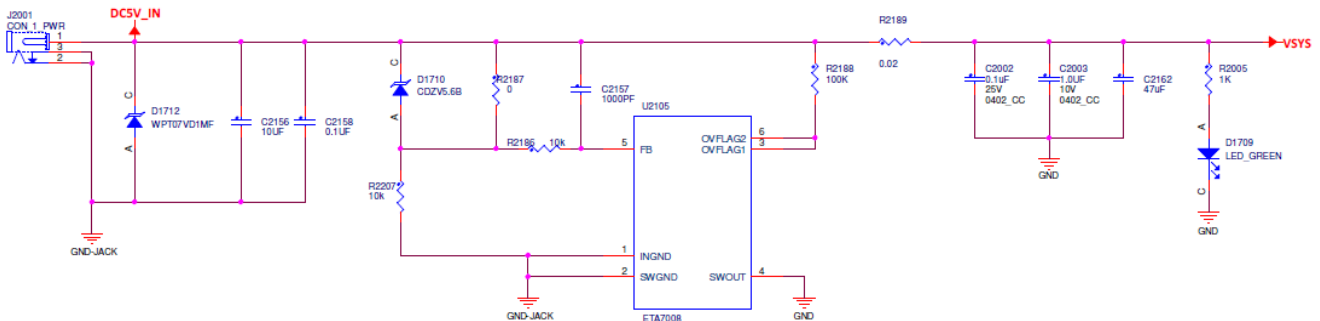 J2001
CON_1_PWR
1
3
2
DC5V_IN
C
D1712
WPT07VD1MF
A
C2156
10UF
C2158
0.1UF
GND-JACK
C
D1710
CDZV5.6B
A
R2187
0
C2157
1000PF
R2186
10k
R2207
10k
U2105
5
FB
OVFLAG2
6
OVFLAG1
3
1
INGND
2
SWGND
SWOUT
4
ETA7008
GND-JACK
GND
R2188
100K
R2189
0.02
C2002
0.1uF
25V
0402_CC
C2003
1.0UF
10V
0402_CC
C2162
47uF
GND
VSYS
R2005
1K
A
D1709
LED_GREEN
C
GND